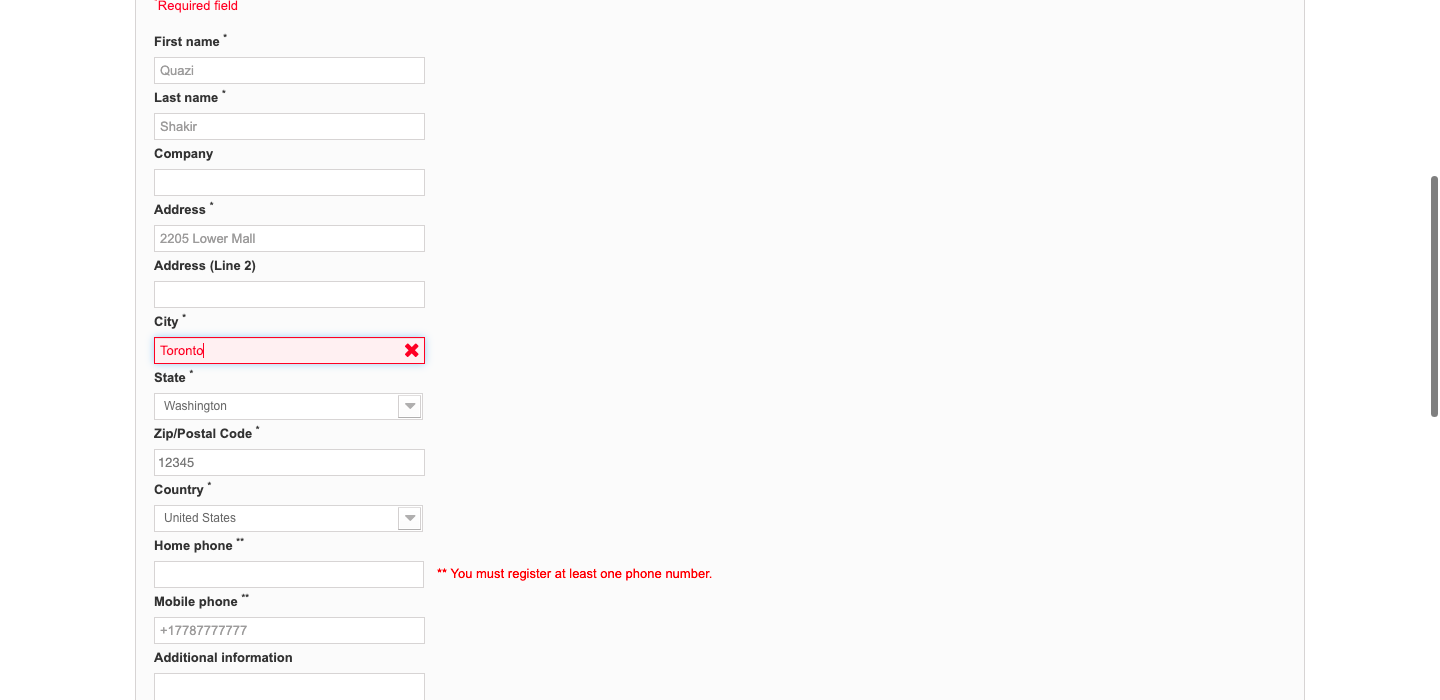 *Required field
First name *
Quazi
Last name *
Shakir
Company
Address *
2205 Lower Mall
Address (Line 2)
City *
Toronto
State *
Washington
Zip/Postal Code *
12345
Country *
United States
Home phone **
** You must register at least one phone number.
Mobile phone **
+17787777777
Additional information